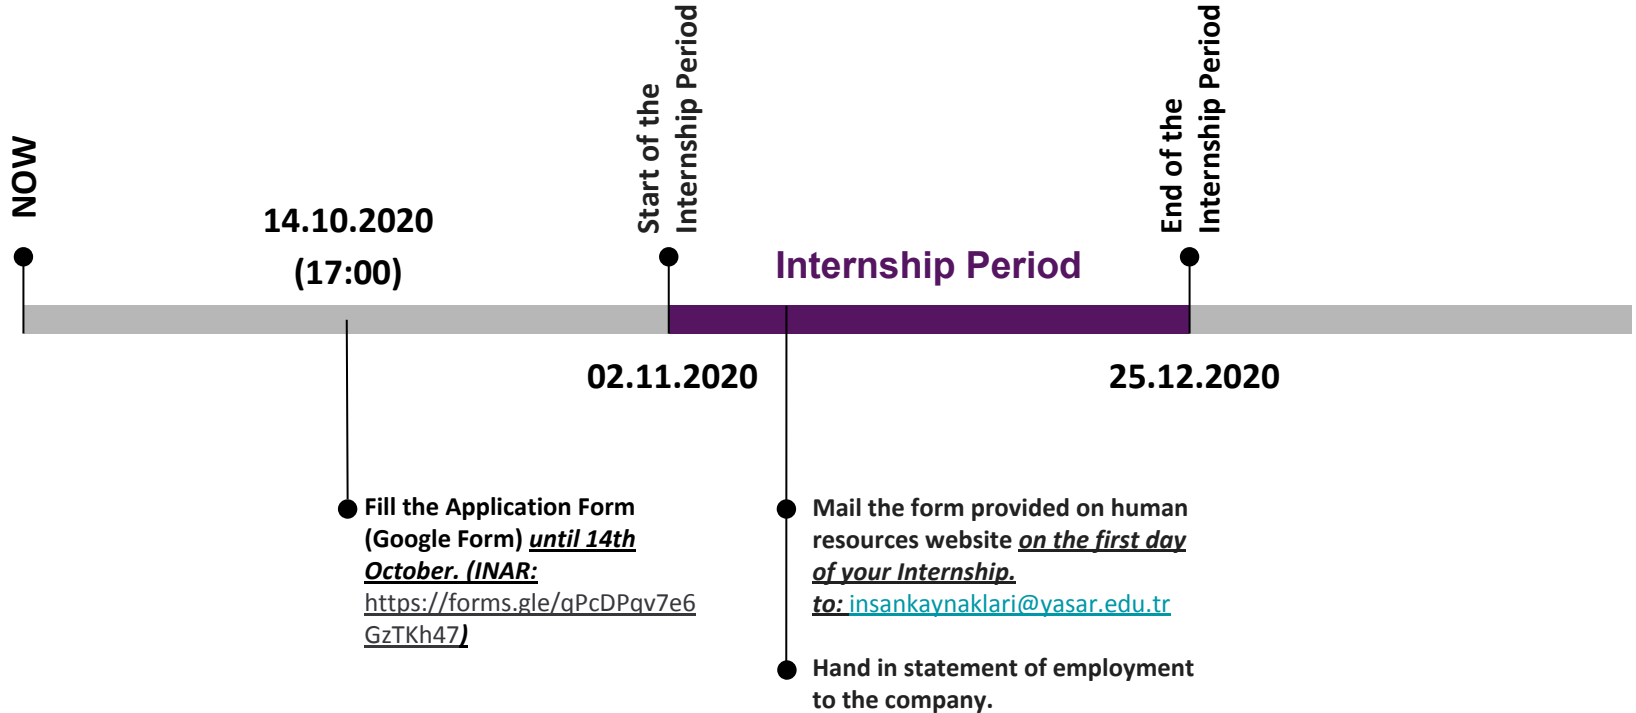 NOW
14.10.2020
(17:00)
Start of the
Internship Period
Internship Period
End of the
Internship Period
02.11.2020
25.12.2020
Fill the Application Form
(Google Form) until 14th
October. (INAR:
https://forms.gle/qPcDPqv7e6
GzTKh47)
Mail the form provided on human
resources website on the first day
of your Internship.
to: insankaynaklari@yasar.edu.tr
Hand in statement of employment
to the company.